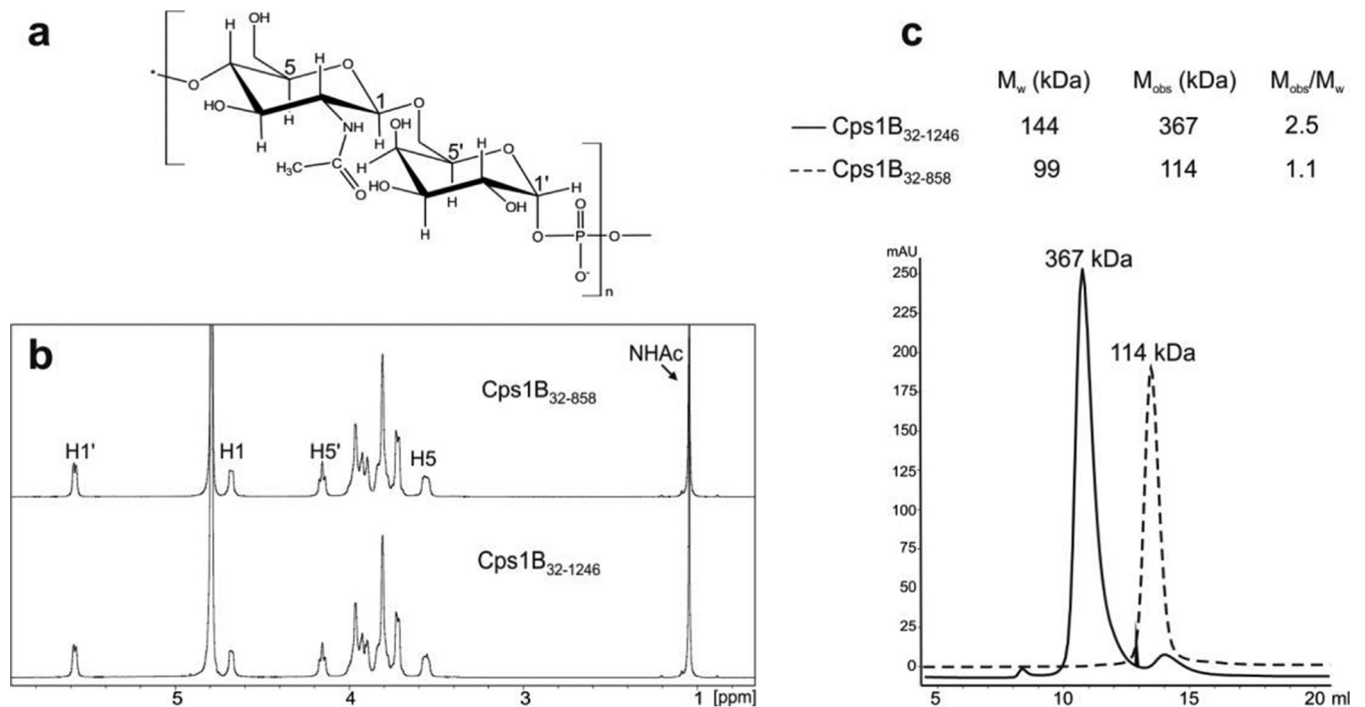 a
OH
H
5
O
H
1
O
O
HO
H
H
NH
H
OH
H₃C
C
O
H
5'
H
O
1'
H
HO
H
H
OH
O
O
P
O
O⁻
n
b
NHAc
Cps1B₃₂₋₈₅₈
H1'
H1
H5'
H5
Cps1B₃₂₋₁₂₄₆
5 4 3 1 [ppm]
c
Mw (kDa) Mobs (kDa) Mobs/Mw
Cps1B₃₂₋₁₂₄₆ 144 367 2.5
Cps1B₃₂₋₈₅₈ 99 114 1.1
mAU
367 kDa
114 kDa
250
225
200
175
150
125
100
75
50
25
0
5 10 15 20 ml